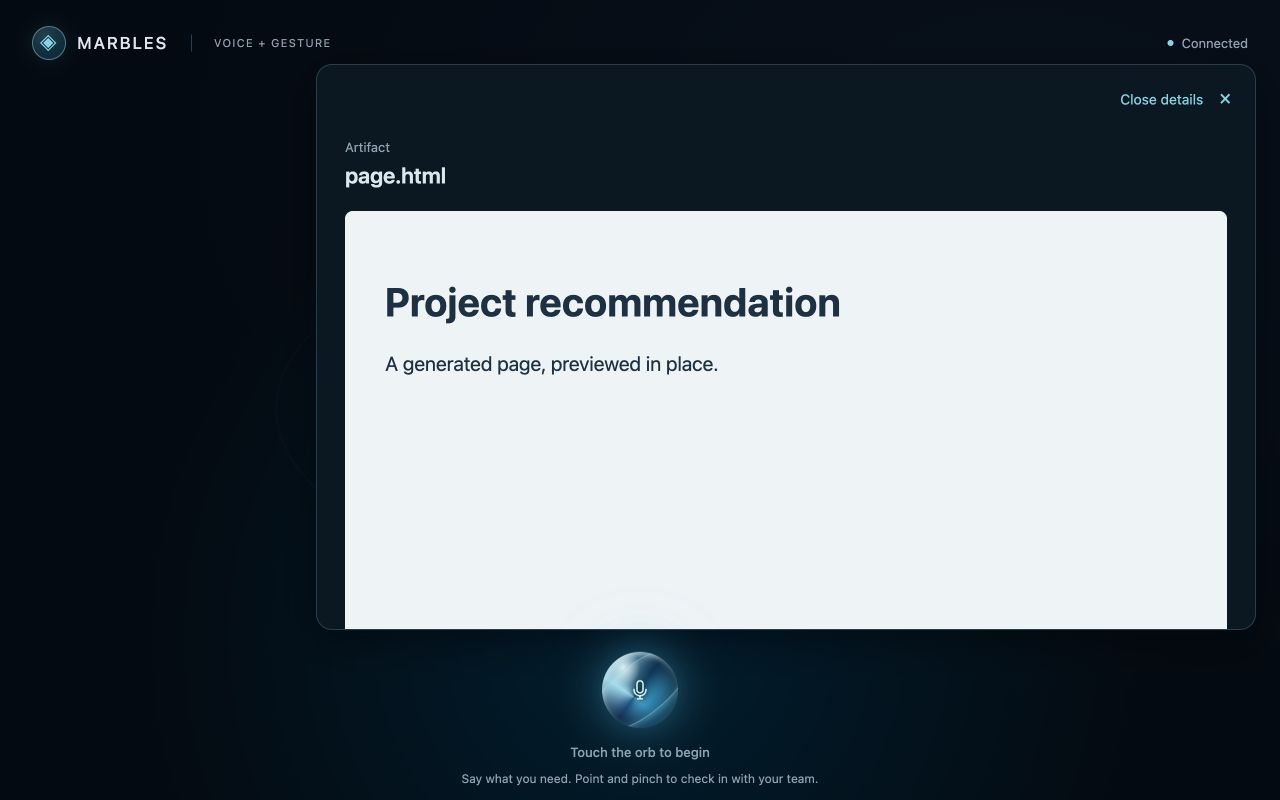 MARBLES
VOICE + GESTURE
Connected
Close details ×
Artifact
page.html
Project recommendation
A generated page, previewed in place.
Touch the orb to begin
Say what you need. Point and pinch to check in with your team.